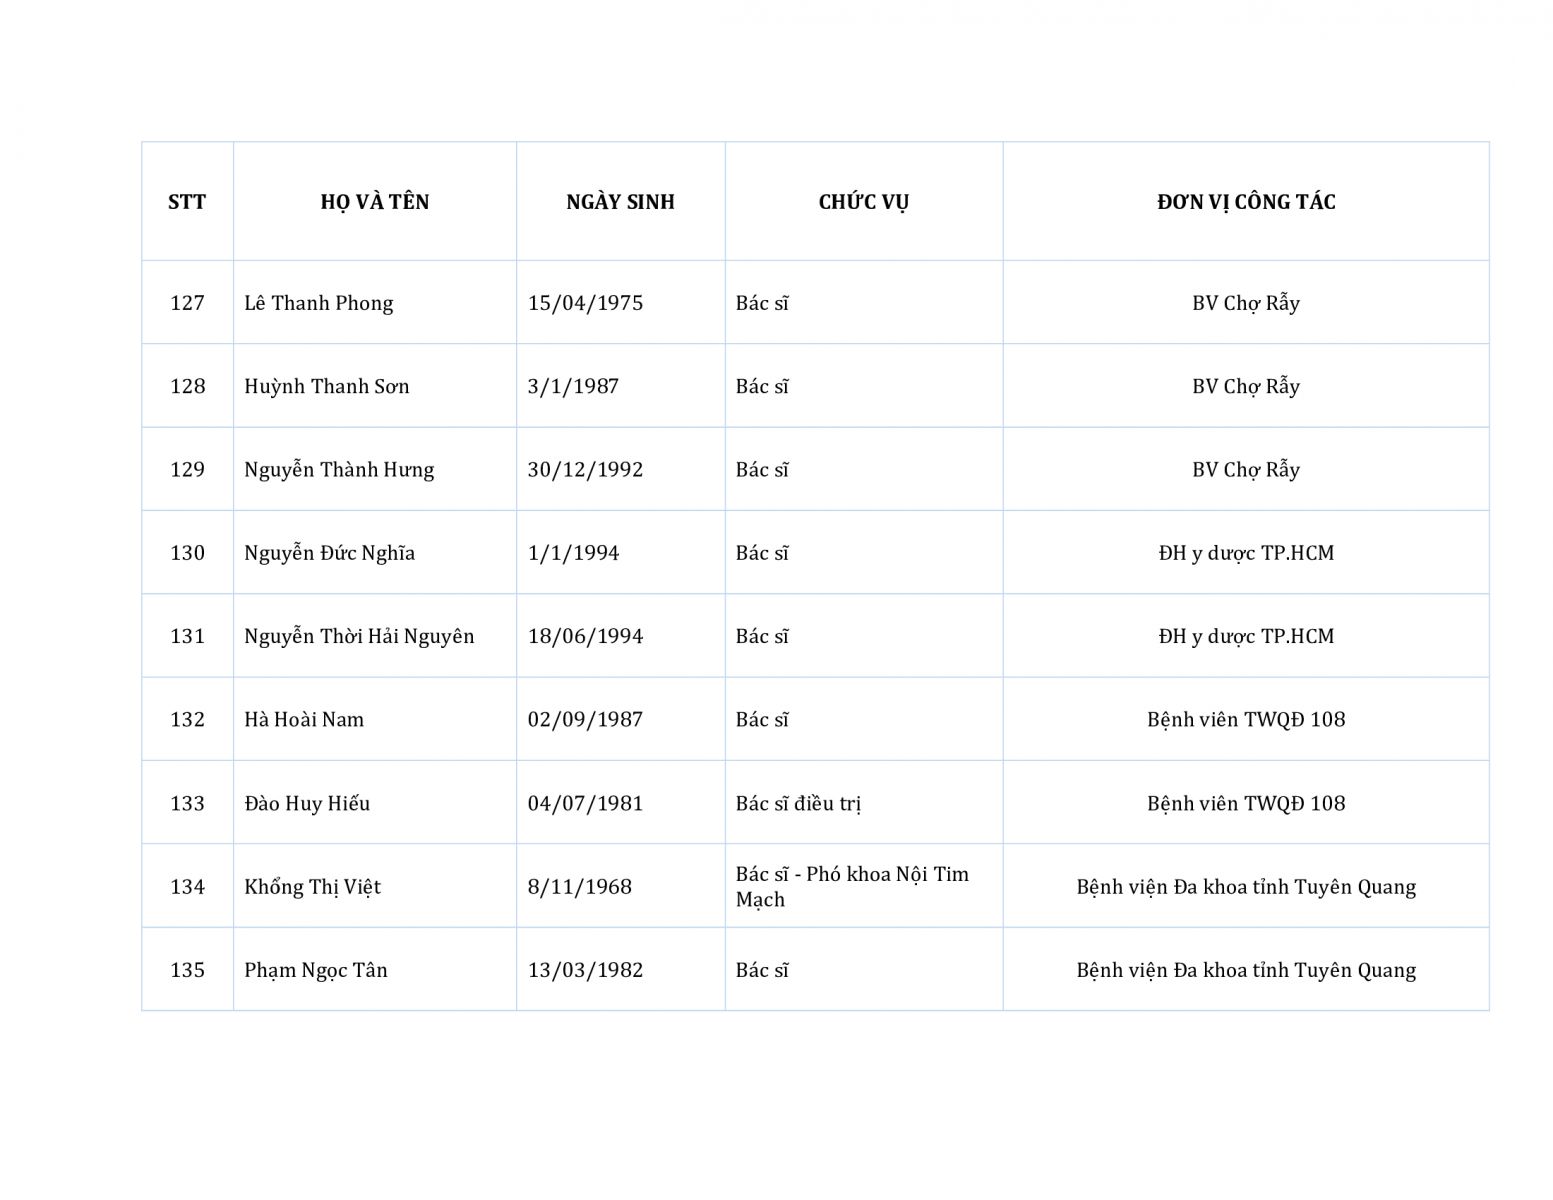 STT HỌ VÀ TÊN NGÀY SINH CHỨC VỤ ĐƠN VỊ CÔNG TÁC
127 Lê Thanh Phong 15/04/1975 Bác sĩ BV Chợ Rẫy
128 Huỳnh Thanh Sơn 3/1/1987 Bác sĩ BV Chợ Rẫy
129 Nguyễn Thành Hưng 30/12/1992 Bác sĩ BV Chợ Rẫy
130 Nguyễn Đức Nghĩa 1/1/1994 Bác sĩ ĐH y dược TP.HCM
131 Nguyễn Thời Hải Nguyên 18/06/1994 Bác sĩ ĐH y dược TP.HCM
132 Hà Hoài Nam 02/09/1987 Bác sĩ Bệnh viên TWQĐ 108
133 Đào Huy Hiếu 04/07/1981 Bác sĩ điều trị Bệnh viên TWQĐ 108
134 Khổng Thị Việt 8/11/1968 Bác sĩ - Phó khoa Nội Tim
Mạch Bệnh viện Đa khoa tỉnh Tuyên Quang
135 Phạm Ngọc Tân 13/03/1982 Bác sĩ Bệnh viện Đa khoa tỉnh Tuyên Quang